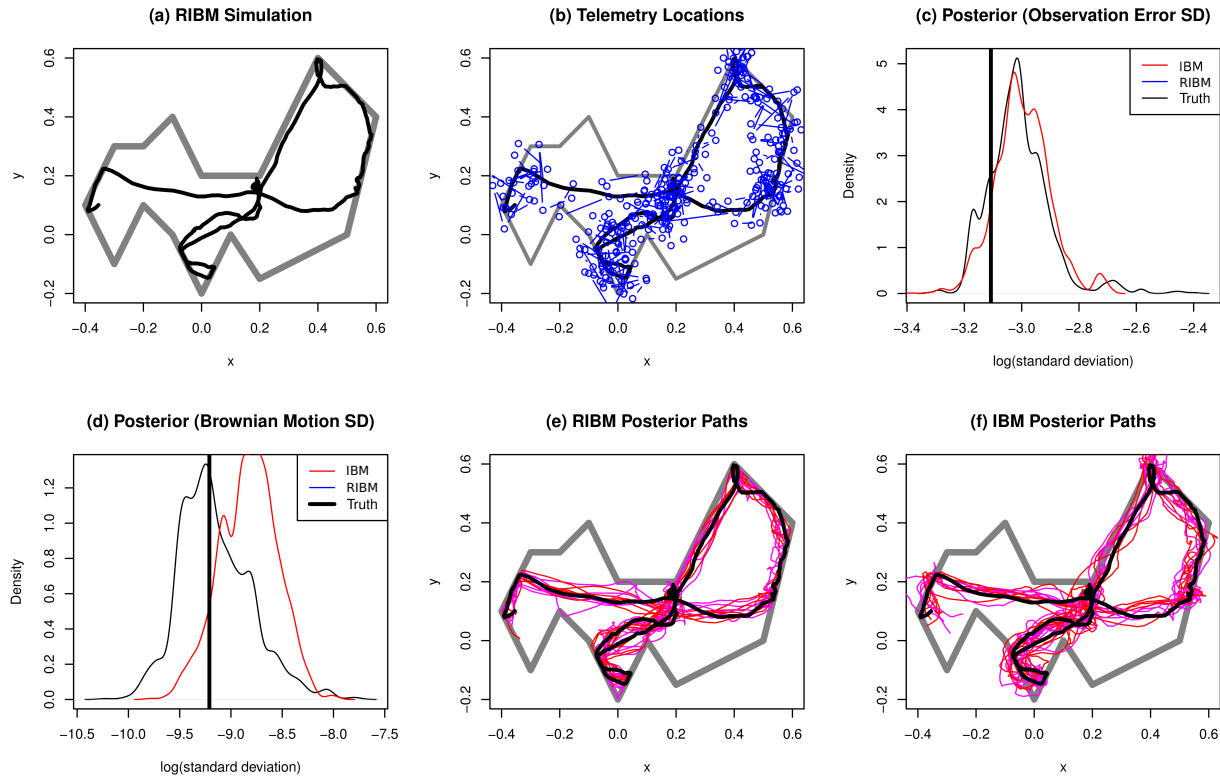 (a) RIBM Simulation
y
0.6
0.4
0.2
0.0
−0.2
−0.4 −0.2 0.0 0.2 0.4 0.6
x
(b) Telemetry Locations
y
0.6
0.4
0.2
0.0
−0.2
−0.4 −0.2 0.0 0.2 0.4 0.6
x
(c) Posterior (Observation Error SD)
Density
5
4
3
2
1
0
IBM
RIBM
Truth
−3.4 −3.2 −3.0 −2.8 −2.6 −2.4
log(standard deviation)
(d) Posterior (Brownian Motion SD)
Density
1.2
1.0
0.8
0.6
0.4
0.2
0.0
IBM
RIBM
Truth
−10.5 −10.0 −9.5 −9.0 −8.5 −8.0 −7.5
log(standard deviation)
(e) RIBM Posterior Paths
y
0.6
0.4
0.2
0.0
−0.2
−0.4 −0.2 0.0 0.2 0.4 0.6
x
(f) IBM Posterior Paths
y
0.6
0.4
0.2
0.0
−0.2
−0.4 −0.2 0.0 0.2 0.4 0.6
x